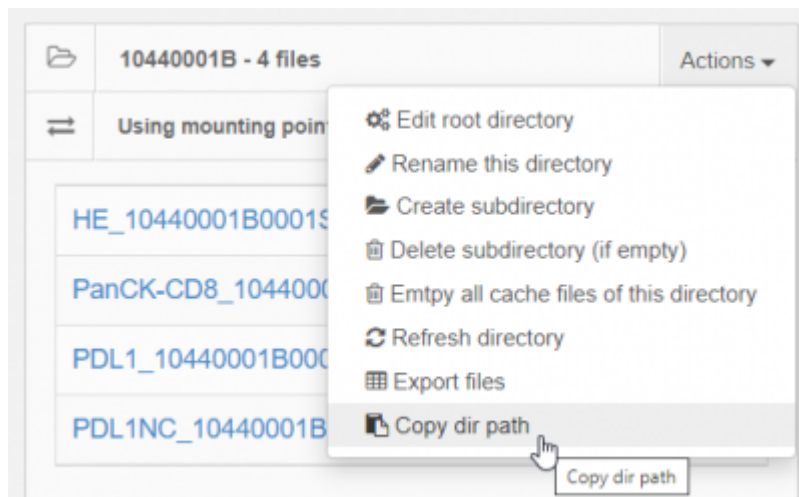 10440001B - 4 files
Actions
Using mounting poin
Edit root directory
Rename this directory
Create subdirectory
Delete subdirectory (if empty)
Emtpy all cache files of this directory
Refresh directory
Export files
Copy dir path
HE_10440001B0001S
PanCK-CD8_1044000
PDL1_10440001B000
PDL1NC_10440001B
Copy dir path